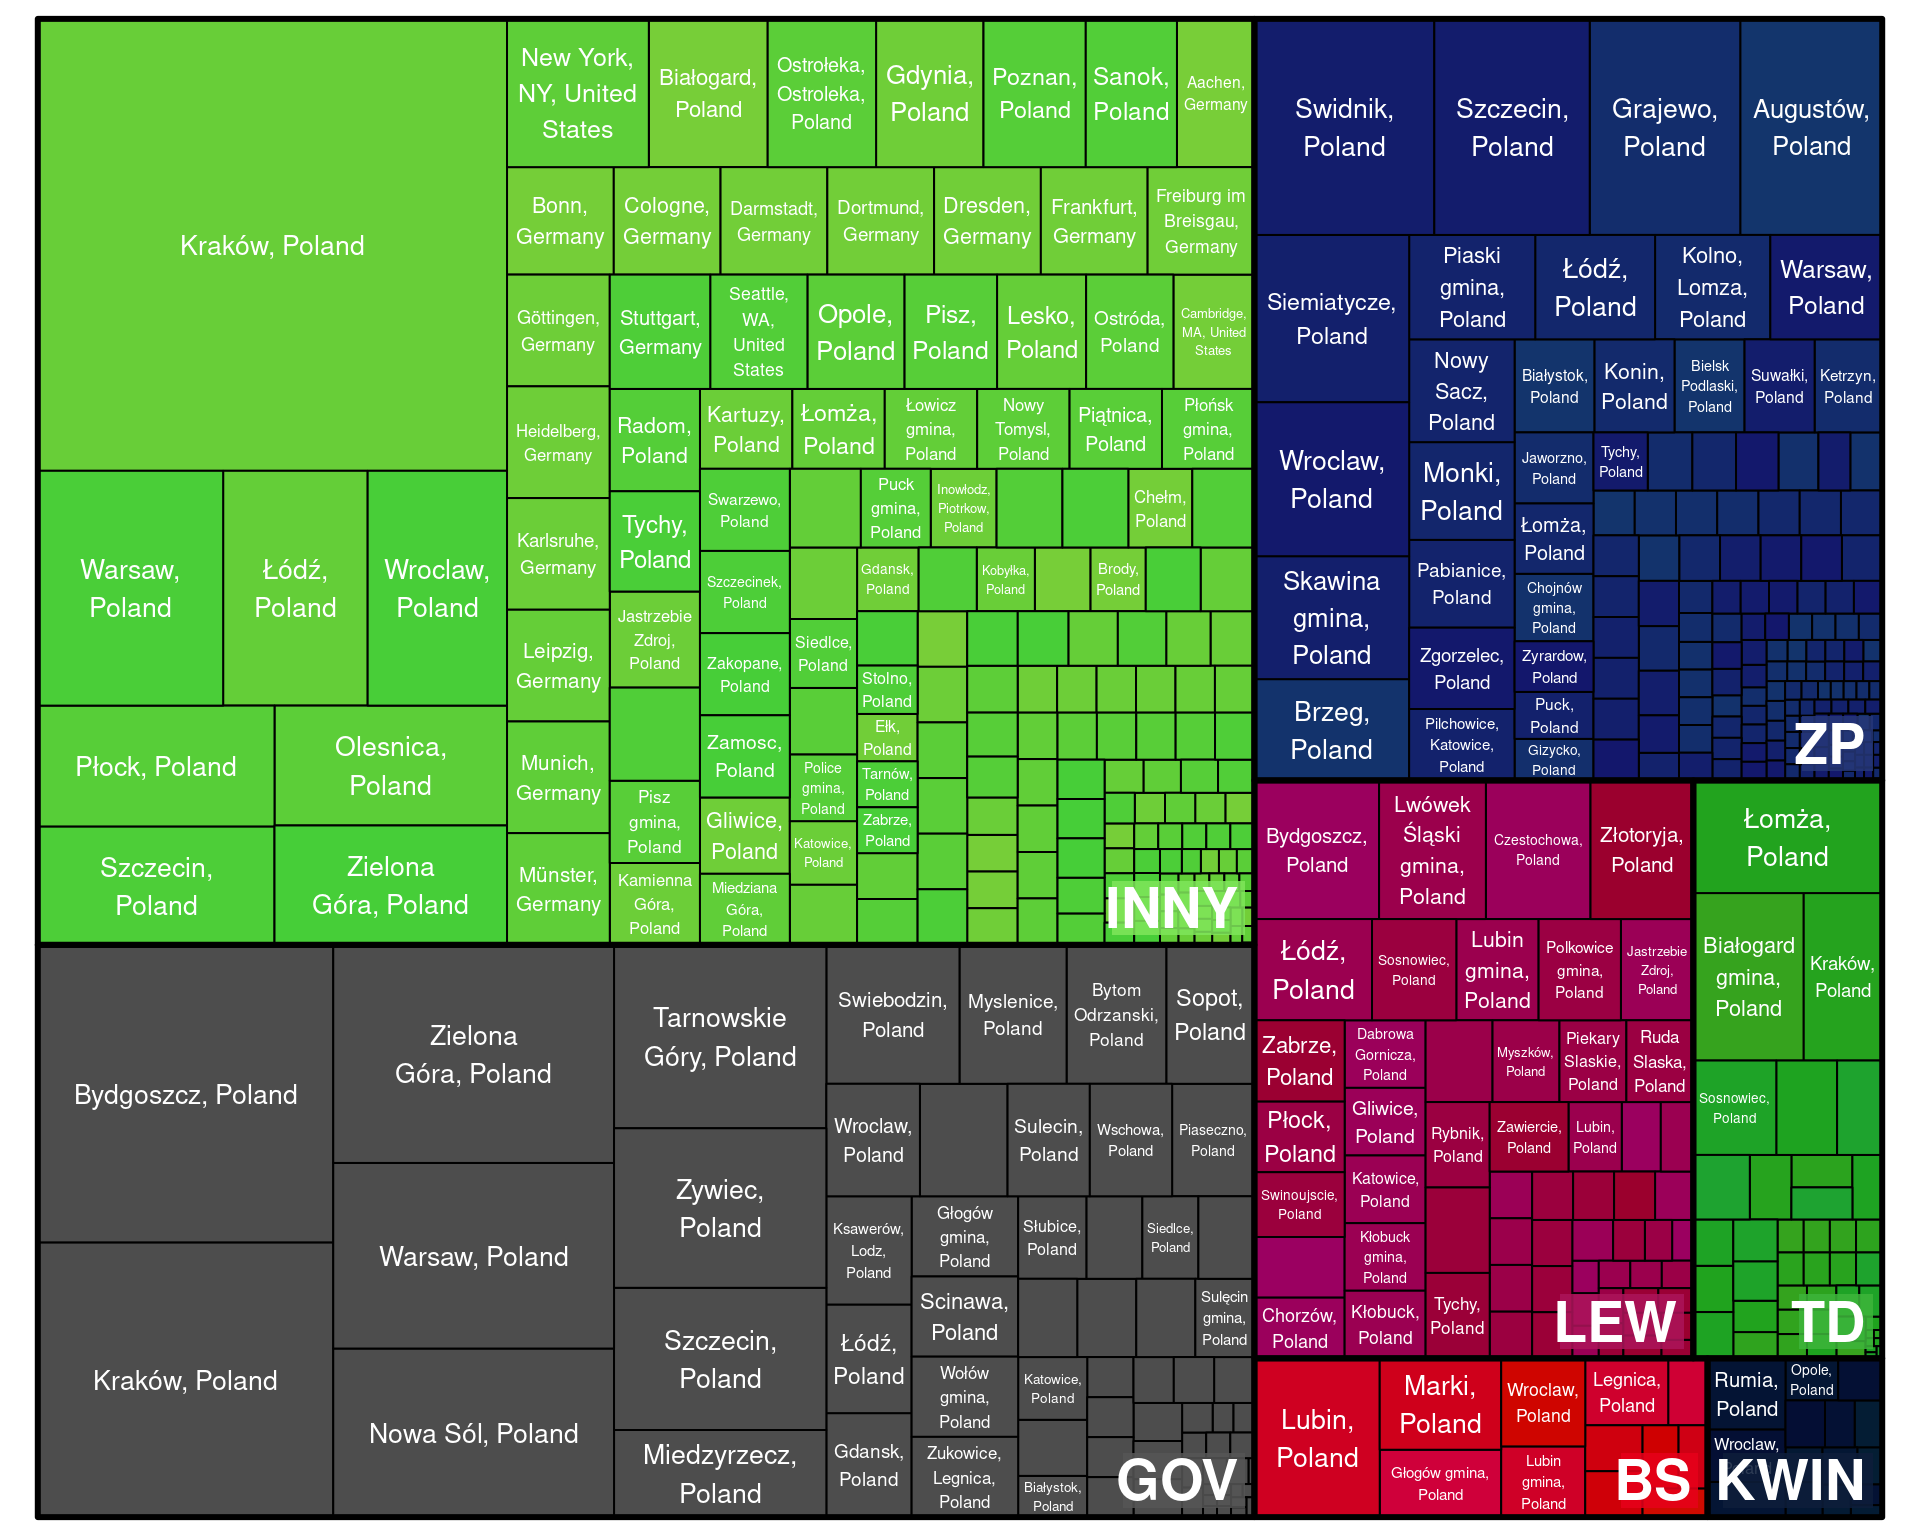 Kraków, Poland
New York,
NY, United
States
Białogard,
Poland
Ostrołeka,
Ostroleka,
Poland
Gdynia,
Poland
Poznan,
Poland
Sanok,
Poland
Aachen,
Germany
Bonn,
Germany
Cologne,
Germany
Darmstadt,
Germany
Dortmund,
Germany
Dresden,
Germany
Frankfurt,
Germany
Freiburg im
Breisgau,
Germany
Göttingen,
Germany
Stuttgart,
Germany
Seattle,
WA,
United
States
Opole,
Poland
Pisz,
Poland
Lesko,
Poland
Ostróda,
Poland
Cambridge,
MA, United
States
Heidelberg,
Germany
Radom,
Poland
Kartuzy,
Poland
Łomża,
Poland
Łowicz
gmina,
Poland
Nowy
Tomysl,
Poland
Piątnica,
Poland
Płońsk
gmina,
Poland
Warsaw,
Poland
Łódź,
Poland
Wroclaw,
Poland
Karlsruhe,
Germany
Tychy,
Poland
Swarzewo,
Poland
Puck
gmina,
Poland
Inowłodz,
Piotrkow,
Poland
Chełm,
Poland
Szczecinek,
Poland
Gdansk,
Poland
Kobyłka,
Poland
Brody,
Poland
Leipzig,
Germany
Jastrzebie
Zdroj,
Poland
Zakopane,
Poland
Siedlce,
Poland
Stolno,
Poland
Płock, Poland
Olesnica,
Poland
Munich,
Germany
Zamosc,
Poland
Ełk,
Poland
Police
gmina,
Poland
Tarnów,
Poland
Pisz
gmina,
Poland
Gliwice,
Poland
Katowice,
Poland
Zabrze,
Poland
Szczecin,
Poland
Zielona
Góra, Poland
Münster,
Germany
Kamienna
Góra,
Poland
Miedziana
Góra,
Poland
INNY
Swidnik,
Poland
Szczecin,
Poland
Grajewo,
Poland
Augustów,
Poland
Siemiatycze,
Poland
Piaski
gmina,
Poland
Łódź,
Poland
Kolno,
Lomza,
Poland
Warsaw,
Poland
Nowy
Sacz,
Poland
Białystok,
Poland
Konin,
Poland
Bielsk
Podlaski,
Poland
Suwałki,
Poland
Ketrzyn,
Poland
Wroclaw,
Poland
Monki,
Poland
Jaworzno,
Poland
Tychy,
Poland
Łomża,
Poland
Skawina
gmina,
Poland
Pabianice,
Poland
Chojnów
gmina,
Poland
Zgorzelec,
Poland
Zyrardow,
Poland
Brzeg,
Poland
Pilchowice,
Katowice,
Poland
Puck,
Poland
Gizycko,
Poland
ZP
Bydgoszcz, Poland
Zielona
Góra, Poland
Tarnowskie
Góry, Poland
Swiebodzin,
Poland
Myslenice,
Poland
Bytom
Odrzanski,
Poland
Sopot,
Poland
Wroclaw,
Poland
Sulecin,
Poland
Wschowa,
Poland
Piaseczno,
Poland
Warsaw, Poland
Zywiec,
Poland
Ksawerów,
Lodz,
Poland
Głogów
gmina,
Poland
Słubice,
Poland
Siedlce,
Poland
Kraków, Poland
Szczecin,
Poland
Łódź,
Poland
Scinawa,
Poland
Sulęcin
gmina,
Poland
Nowa Sól, Poland
Miedzyrzecz,
Poland
Gdansk,
Poland
Wołów
gmina,
Poland
Katowice,
Poland
Zukowice,
Legnica,
Poland
Białystok,
Poland
GOV
Bydgoszcz,
Poland
Lwówek
Śląski
gmina,
Poland
Czestochowa,
Poland
Złotoryja,
Poland
Łódź,
Poland
Sosnowiec,
Poland
Lubin
gmina,
Poland
Polkowice
gmina,
Poland
Jastrzebie
Zdroj,
Poland
Zabrze,
Poland
Dabrowa
Gornicza,
Poland
Myszków,
Poland
Piekary
Slaskie,
Poland
Ruda
Slaska,
Poland
Płock,
Poland
Gliwice,
Poland
Rybnik,
Poland
Zawiercie,
Poland
Lubin,
Poland
Swinoujscie,
Poland
Katowice,
Poland
Kłobuck
gmina,
Poland
Chorzów,
Poland
Kłobuck,
Poland
Tychy,
Poland
LEW
Łomża,
Poland
Białogard
gmina,
Poland
Kraków,
Poland
Sosnowiec,
Poland
TD
Lubin,
Poland
Marki,
Poland
Wroclaw,
Poland
Legnica,
Poland
Głogów gmina,
Poland
Lubin
gmina,
Poland
BS
Rumia,
Poland
Opole,
Poland
Wroclaw,
KWIN